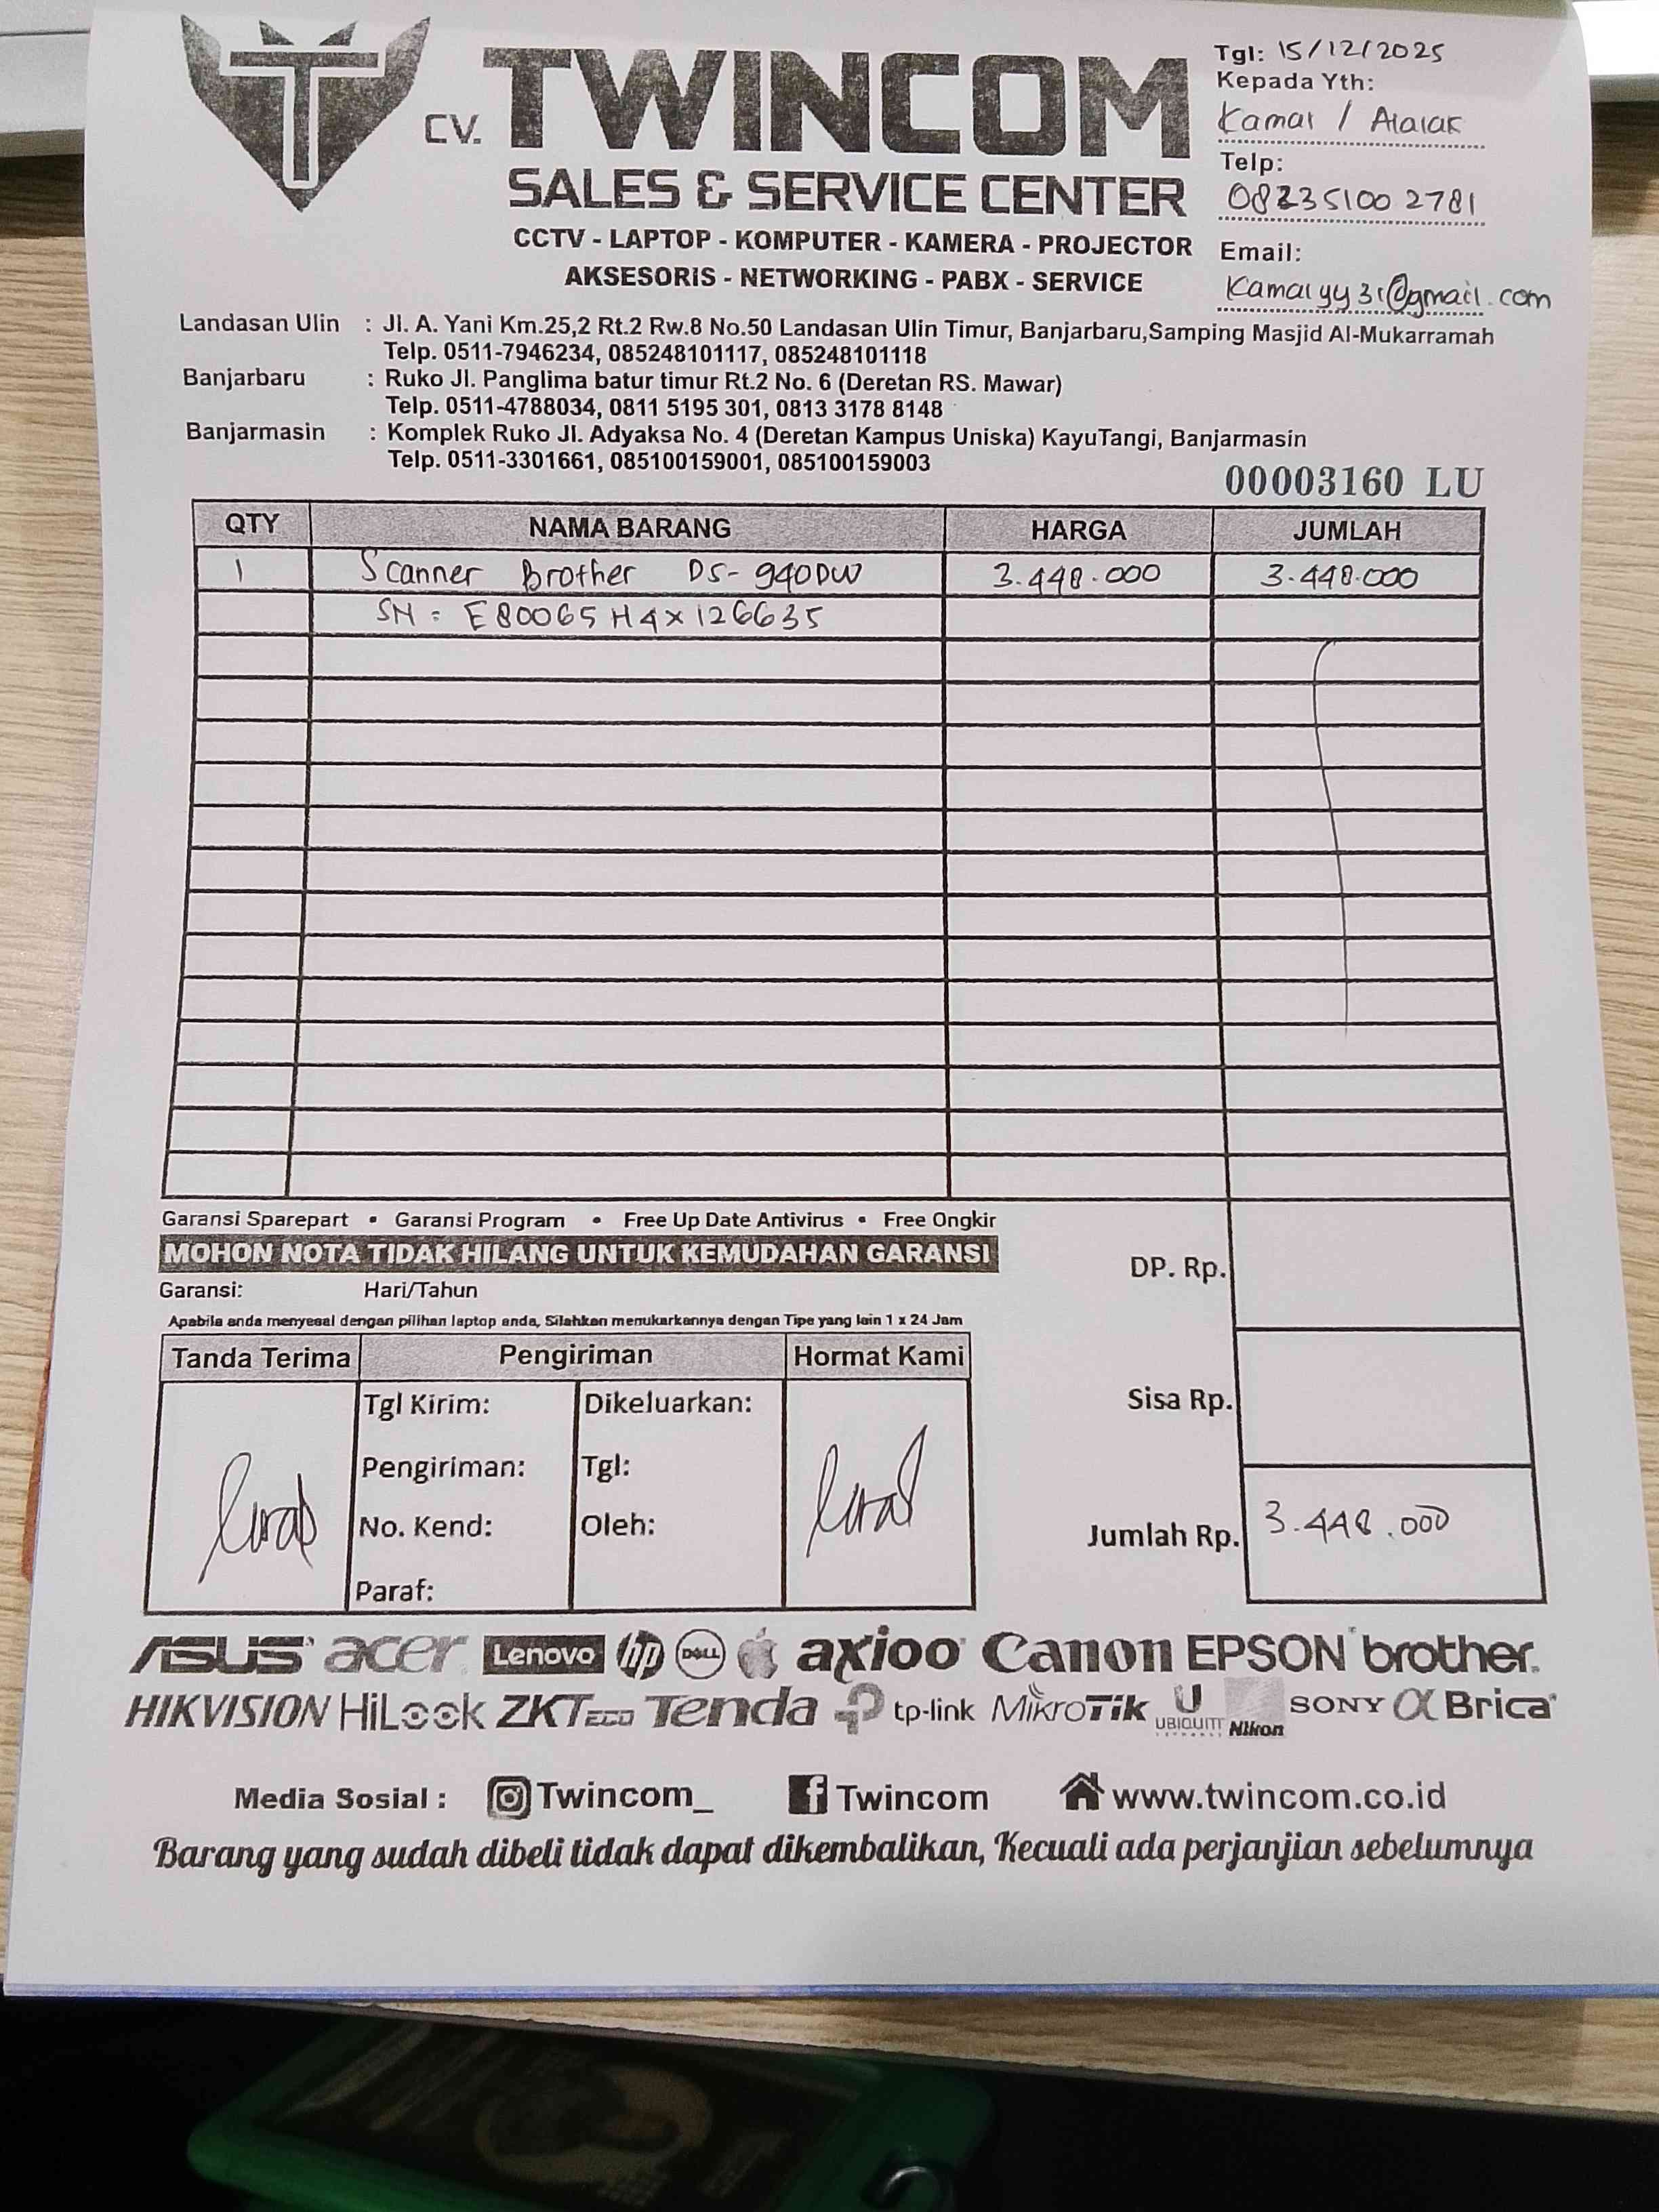 CV. TWINCOM
SALES & SERVICE CENTER
CCTV - LAPTOP - KOMPUTER - KAMERA - PROJECTOR
AKSESORIS - NETWORKING - PABX - SERVICE
Tgl: 15/12/2025
Kepada Yth:
Kamal / Alalak
Telp:
082351002781
Email:
Kamalyy31@gmail.com
Landasan Ulin : Jl. A. Yani Km.25,2 Rt.2 Rw.8 No.50 Landasan Ulin Timur, Banjarbaru,Samping Masjid Al-Mukarramah
Telp. 0511-7946234, 085248101117, 085248101118
Banjarbaru : Ruko Jl. Panglima batur timur Rt.2 No. 6 (Deretan RS. Mawar)
Telp. 0511-4788034, 0811 5195 301, 0813 3178 8148
Banjarmasin : Komplek Ruko Jl. Adyaksa No. 4 (Deretan Kampus Uniska) KayuTangi, Banjarmasin
Telp. 0511-3301661, 085100159001, 085100159003
00003160 LU
QTY NAMA BARANG HARGA JUMLAH
1 Scanner Brother DS-940DW 3.448.000 3.448.000
SN = E80065H4X126635
Garansi Sparepart • Garansi Program • Free Up Date Antivirus • Free Ongkir
MOHON NOTA TIDAK HILANG UNTUK KEMUDAHAN GARANSI
Garansi: Hari/Tahun
Apabila anda menyesal dengan pilihan laptop anda, Silahkan menukarkannya dengan Tipe yang lain 1 x 24 Jam
DP. Rp.
Sisa Rp.
Jumlah Rp. 3.448.000
Tanda Terima Pengiriman Hormat Kami
Tgl Kirim: Dikeluarkan:
Pengiriman: Tgl:
No. Kend: Oleh:
Paraf:
ASUS acer Lenovo hp DELL axioo Canon EPSON brother
HIKVISION HiLook ZKTeco Tenda tp-link MikroTik UBIQUITI Nikon SONY α Brica
Media Sosial : Twincom_ Twincom www.twincom.co.id
Barang yang sudah dibeli tidak dapat dikembalikan, Kecuali ada perjanjian sebelumnya